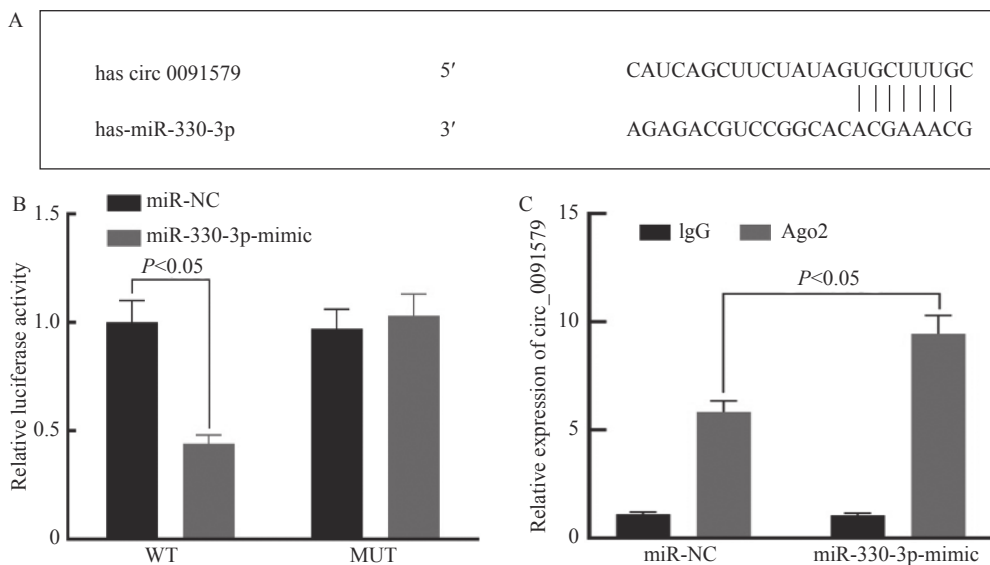 A
has circ 0091579 5′ CAUCAGCUUCUAUAGUGCUUUGC
has-miR-330-3p 3′ AGAGACGUCCGGCACACGAAACG
B
Relative luciferase activity
1.5
1.0
0.5
0
miR-NC
miR-330-3p-mimic
P<0.05
WT MUT
C
Relative expression of circ_0091579
15
10
5
0
lgG Ago2
P<0.05
miR-NC miR-330-3p-mimic